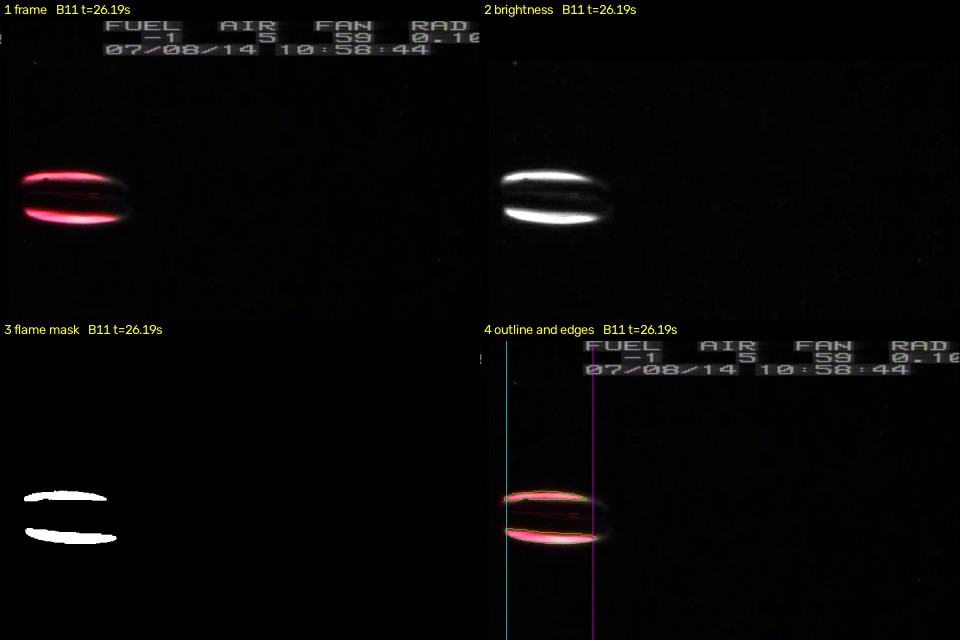 1 frame B11 t=26.19s
FUEL AIR FAN RAD
-1 5 59 0.10
07/08/14 10:58:44
2 brightness B11 t=26.19s
3 flame mask B11 t=26.19s
4 outline and edges B11 t=26.19s
FUEL AIR FAN RAD
-1 5 59 0.10
07/08/14 10:58:44